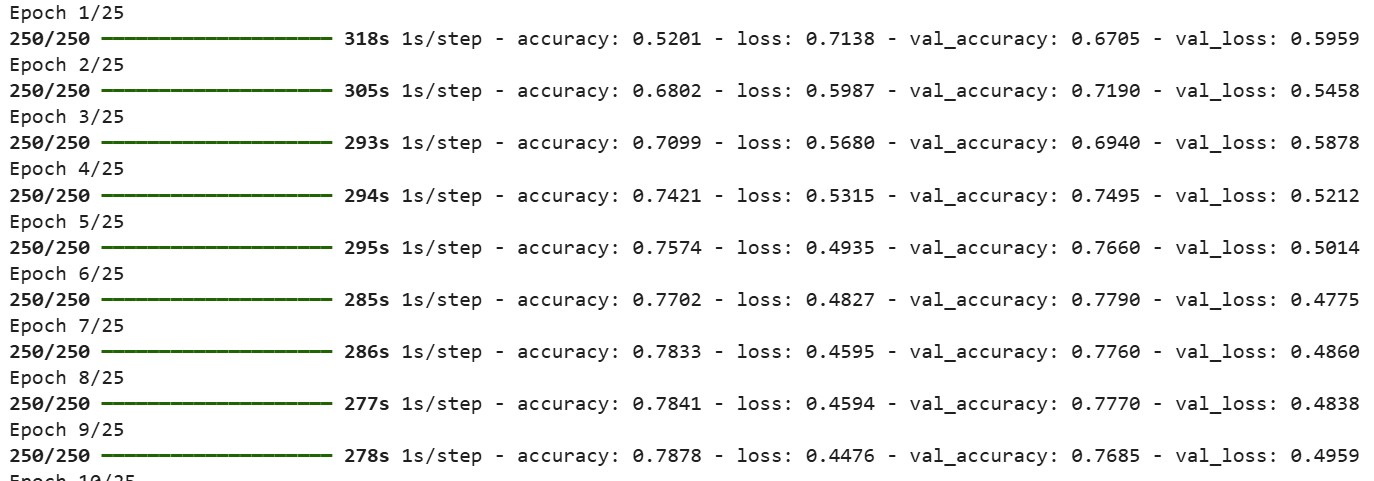 Epoch 1/25
250/250 ━━━━━━━━━━━━━━━━━━━━ 318s 1s/step - accuracy: 0.5201 - loss: 0.7138 - val_accuracy: 0.6705 - val_loss: 0.5959
Epoch 2/25
250/250 ━━━━━━━━━━━━━━━━━━━━ 305s 1s/step - accuracy: 0.6802 - loss: 0.5987 - val_accuracy: 0.7190 - val_loss: 0.5458
Epoch 3/25
250/250 ━━━━━━━━━━━━━━━━━━━━ 293s 1s/step - accuracy: 0.7099 - loss: 0.5680 - val_accuracy: 0.6940 - val_loss: 0.5878
Epoch 4/25
250/250 ━━━━━━━━━━━━━━━━━━━━ 294s 1s/step - accuracy: 0.7421 - loss: 0.5315 - val_accuracy: 0.7495 - val_loss: 0.5212
Epoch 5/25
250/250 ━━━━━━━━━━━━━━━━━━━━ 295s 1s/step - accuracy: 0.7574 - loss: 0.4935 - val_accuracy: 0.7660 - val_loss: 0.5014
Epoch 6/25
250/250 ━━━━━━━━━━━━━━━━━━━━ 285s 1s/step - accuracy: 0.7702 - loss: 0.4827 - val_accuracy: 0.7790 - val_loss: 0.4775
Epoch 7/25
250/250 ━━━━━━━━━━━━━━━━━━━━ 286s 1s/step - accuracy: 0.7833 - loss: 0.4595 - val_accuracy: 0.7760 - val_loss: 0.4860
Epoch 8/25
250/250 ━━━━━━━━━━━━━━━━━━━━ 277s 1s/step - accuracy: 0.7841 - loss: 0.4594 - val_accuracy: 0.7770 - val_loss: 0.4838
Epoch 9/25
250/250 ━━━━━━━━━━━━━━━━━━━━ 278s 1s/step - accuracy: 0.7878 - loss: 0.4476 - val_accuracy: 0.7685 - val_loss: 0.4959
Epoch 10/25